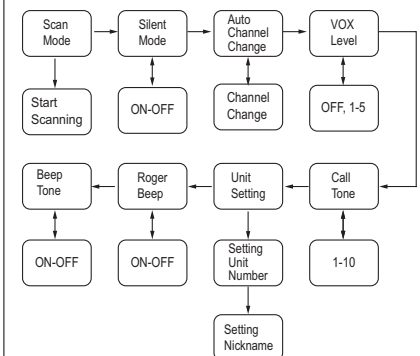 Scan
Mode
Silent
Mode
Auto
Channel
Change
VOX
Level
Start
Scanning
ON-OFF
Channel
Change
OFF, 1-5
Beep
Tone
Roger
Beep
Unit
Setting
Call
Tone
ON-OFF
ON-OFF
Setting
Unit
Number
1-10
Setting
Nickname